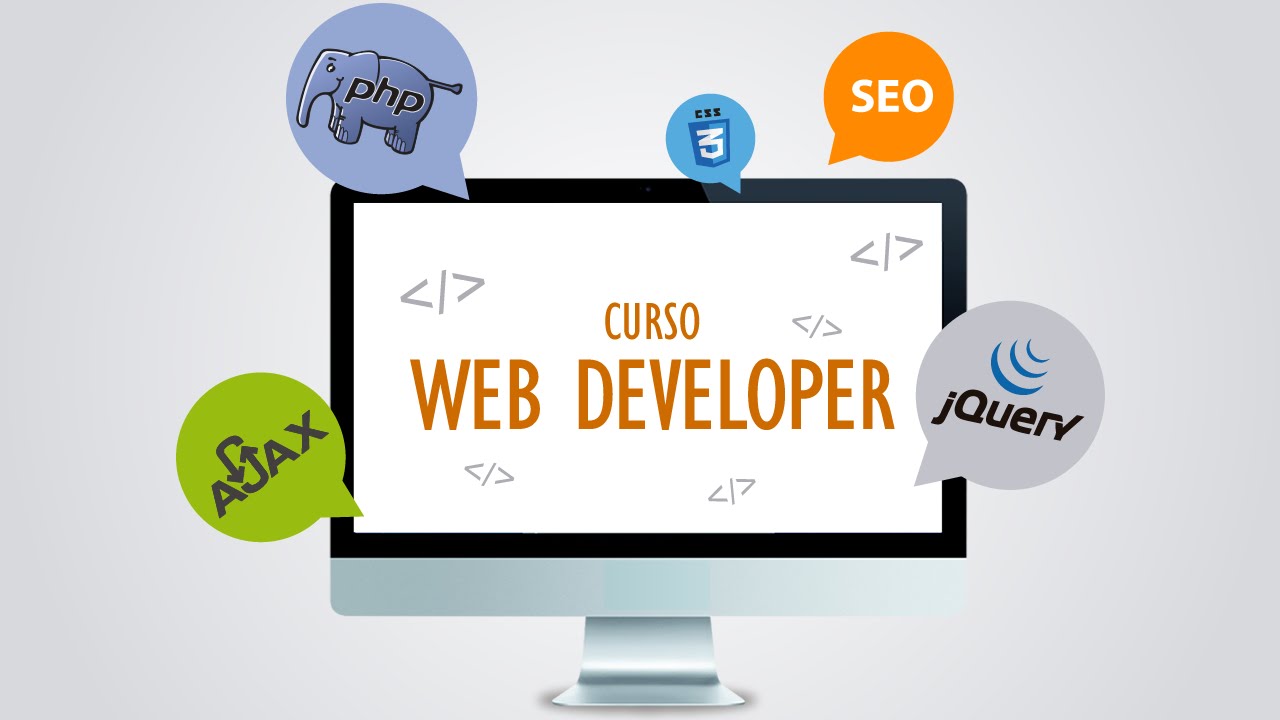 php
CSS
3
SEO
</>
</>
CURSO
</>
WEB DEVELOPER
jQuery
AJAX
</>
</>